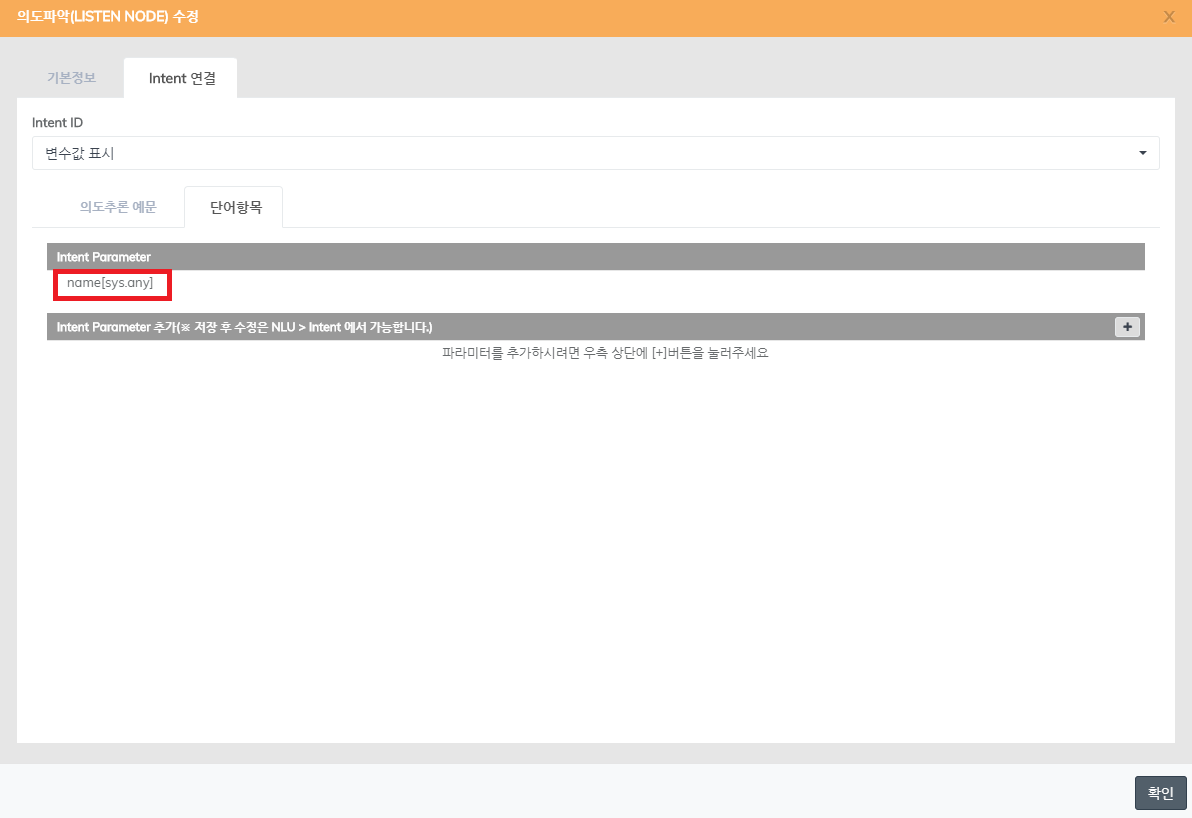 의도파악(LISTEN NODE) 수정
X
기본정보
Intent 연결
Intent ID
변수값 표시
의도추론 예문
단어항목
Intent Parameter
name[sys.any]
Intent Parameter 추가(※ 저장 후 수정은 NLU > Intent 에서 가능합니다.)
+
파라미터를 추가하시려면 우측 상단에 [+]버튼을 눌러주세요
확인